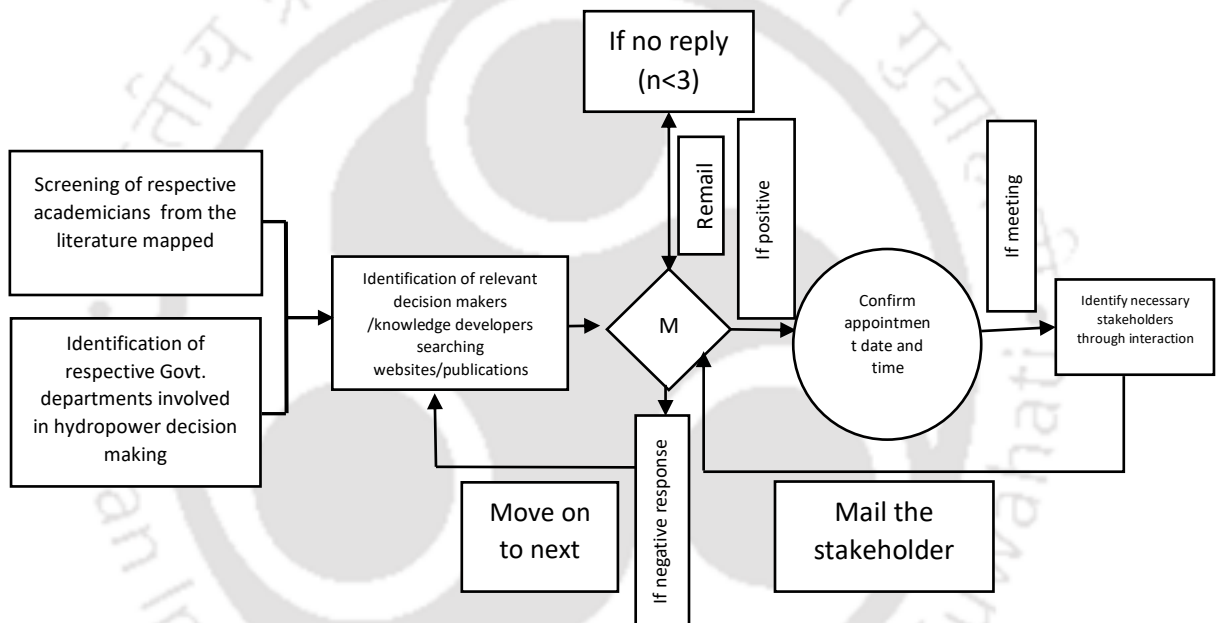 If no reply
(n<3)
Screening of respective
academicians from the
literature mapped
Identification of
respective Govt.
departments involved
in hydropower decision
making
Identification of relevant
decision makers
/knowledge developers
searching
websites/publications
M
Remail
If positive
Confirm
appointmen
t date and
time
If meeting
Identify necessary
stakeholders
through interaction
If negative response
Move on
to next
Mail the
stakeholder